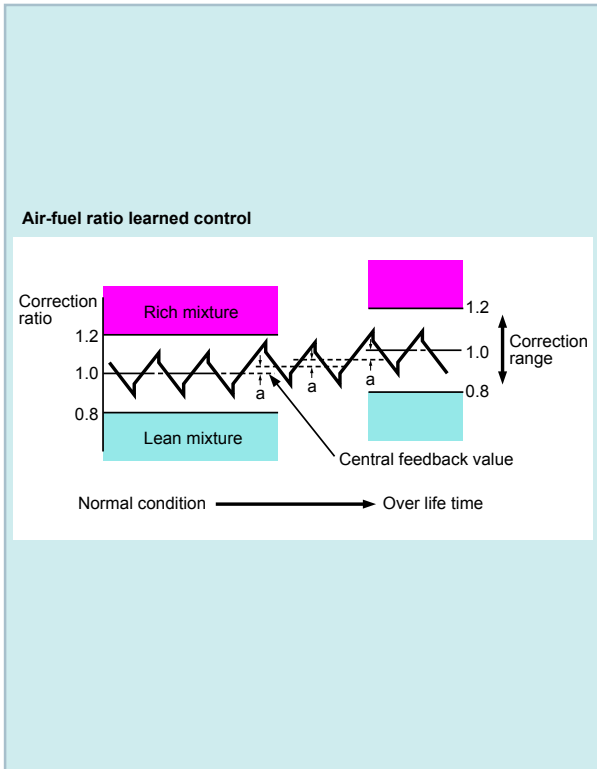 Air-fuel ratio learned control
Correction
ratio
Rich mixture
1.2
1.0
0.8
Lean mixture
a
a
a
1.2
1.0
0.8
Correction
range
Central feedback value
Normal condition
Over life time